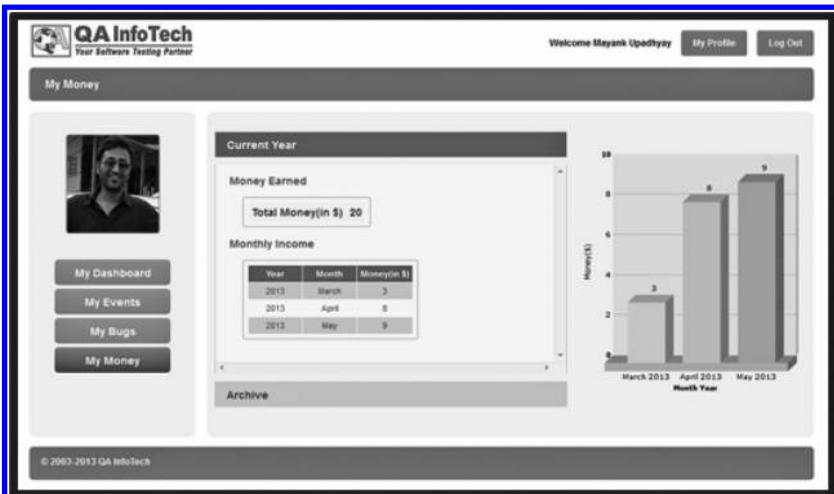 QA InfoTech
Your Software Testing Partner
Welcome Mayank Upadhyay
My Profile
Log Out
My Money
My Dashboard
My Events
My Bugs
My Money
Current Year
Money Earned
Total Money(in $) 20
Monthly Income
Year Month Money(in $)
2013 March 3
2013 April 8
2013 May 9
Archive
10
8
6
4
2
0
Money($)
3
8
9
March 2013 April 2013 May 2013
Month Year
© 2003-2013 QA InfoTech